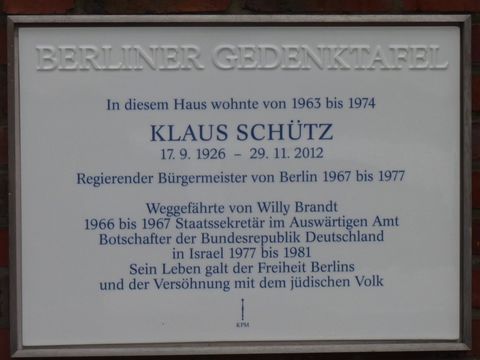 BERLINER GEDENKTAFEL
In diesem Haus wohnte von 1963 bis 1974
KLAUS SCHÜTZ
17. 9. 1926 – 29. 11. 2012
Regierender Bürgermeister von Berlin 1967 bis 1977
Weggefährte von Willy Brandt
1966 bis 1967 Staatssekretär im Auswärtigen Amt
Botschafter der Bundesrepublik Deutschland
in Israel 1977 bis 1981
Sein Leben galt der Freiheit Berlins
und der Versöhnung mit dem jüdischen Volk
KPM